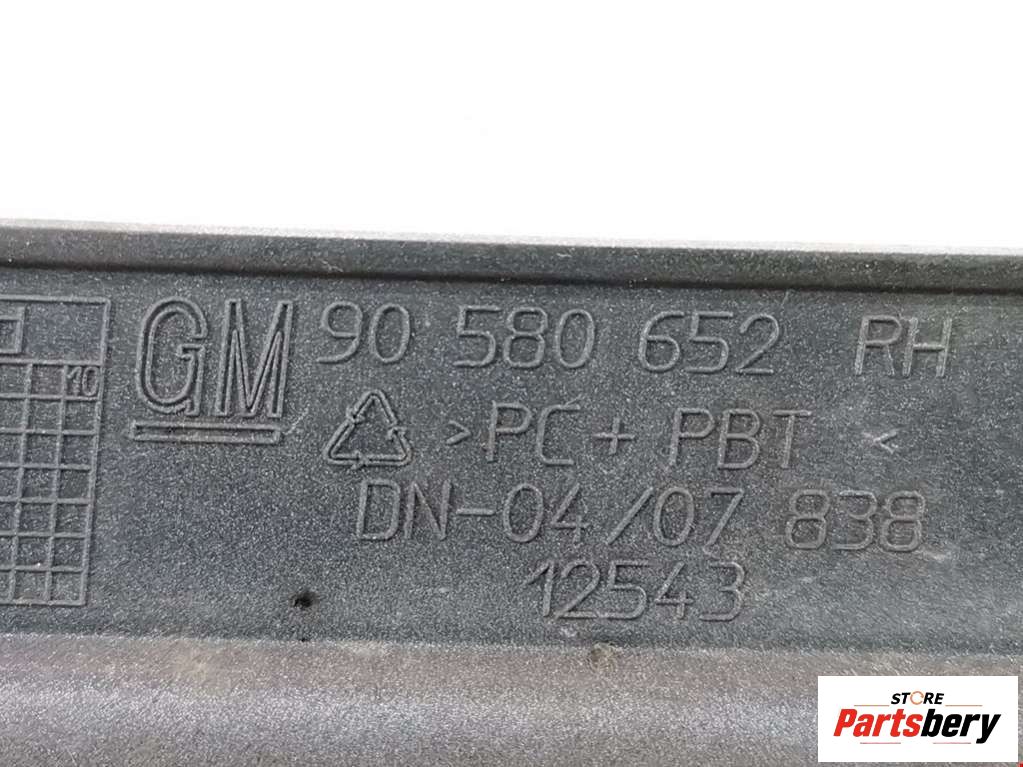 GM 90 580 652 RH
> PC + PBT <
DN-04/07 838
12543
10
STORE
Partsbery